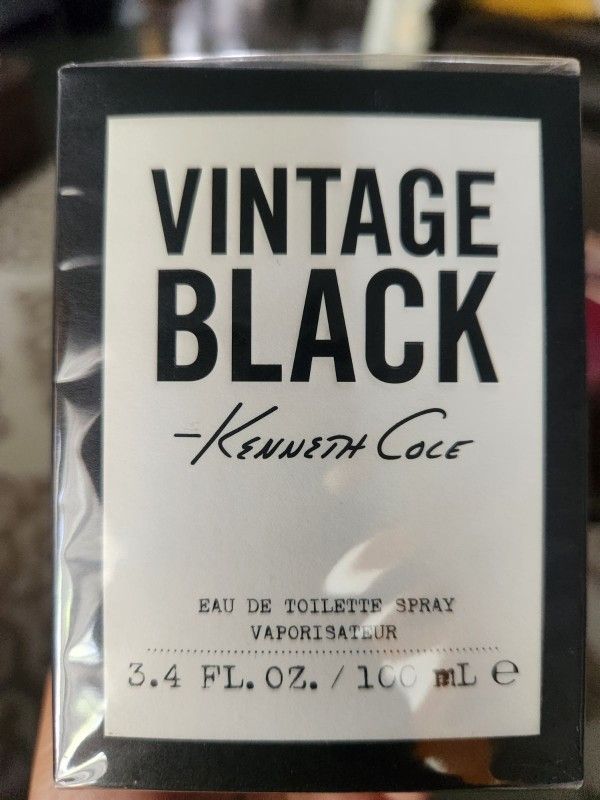 VINTAGE
BLACK
-KENNETH COLE
EAU DE TOILETTE SPRAY
VAPORISATEUR
3.4 FL. OZ. / 100 mL ℮